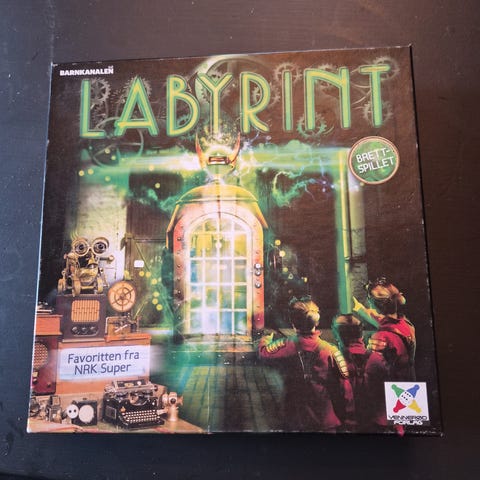 BARNKANALEN
LABYRINT
BRETT-
SPILLET
Favoritten fra
NRK Super
VENNERØD
FORLAG